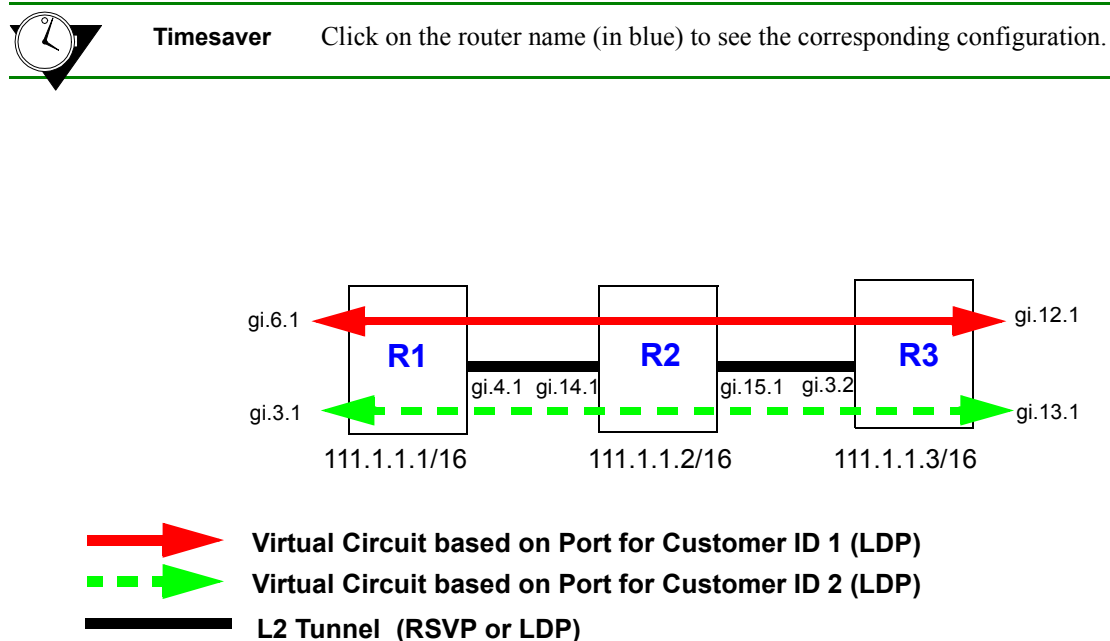 Timesaver Click on the router name (in blue) to see the corresponding configuration.
gi.6.1 gi.12.1
R1 R2 R3
gi.4.1 gi.14.1 gi.15.1 gi.3.2
gi.3.1 gi.13.1
111.1.1.1/16 111.1.1.2/16 111.1.1.3/16
Virtual Circuit based on Port for Customer ID 1 (LDP)
Virtual Circuit based on Port for Customer ID 2 (LDP)
L2 Tunnel (RSVP or LDP)